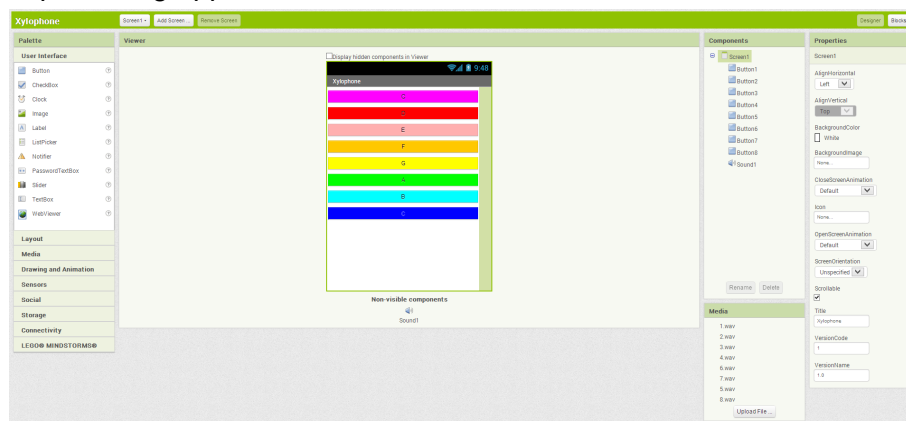 Xylophone
Screen1
Add Screen ...
Remove Screen
Designer
Blocks
Palette
User Interface
Button
CheckBox
Clock
Image
Label
ListPicker
Notifier
PasswordTextBox
Slider
TextBox
WebViewer
Layout
Media
Drawing and Animation
Sensors
Social
Storage
Connectivity
LEGO® MINDSTORMS®
Viewer
Display hidden components in Viewer
9:48
Xylophone
C
D
E
F
G
A
B
C
Non-visible components
Sound1
Components
Screen1
Button1
Button2
Button3
Button4
Button5
Button6
Button7
Button8
Sound1
Rename
Delete
Media
1.wav
2.wav
3.wav
4.wav
6.wav
7.wav
5.wav
8.wav
Upload File ...
Properties
Screen1
AlignHorizontal
Left
AlignVertical
Top
BackgroundColor
White
BackgroundImage
None...
CloseScreenAnimation
Default
Icon
None...
OpenScreenAnimation
Default
ScreenOrientation
Unspecified
Scrollable
Title
Xylophone
VersionCode
1
VersionName
1.0